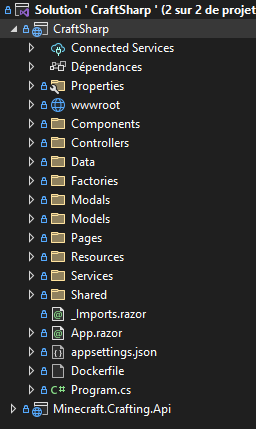 Solution ' CraftSharp ' (2 sur 2 de projet
CraftSharp
Connected Services
Dépendances
Properties
wwwroot
Components
Controllers
Data
Factories
Modals
Models
Pages
Resources
Services
Shared
_Imports.razor
App.razor
appsettings.json
Dockerfile
C# Program.cs
Minecraft.Crafting.Api